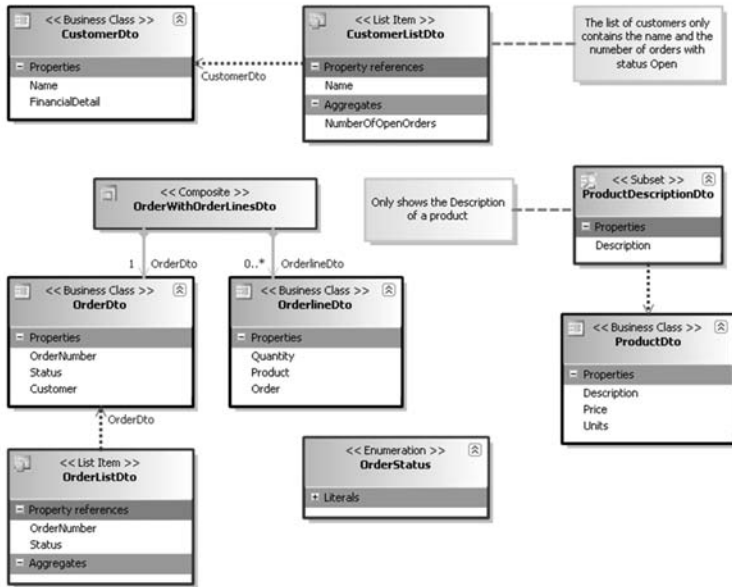 << Business Class >>
CustomerDto
Properties
Name
FinancialDetail
CustomerDto
<< List Item >>
CustomerListDto
Property references
Name
Aggregates
NumberOfOpenOrders
The list of customers only
contains the name and the
numeber of orders with
status Open
<< Composite >>
OrderWithOrderLinesDto
1 OrderDto
0..* OrderlineDto
Only shows the Description
of a product
<< Subset >>
ProductDescriptionDto
Properties
Description
<< Business Class >>
OrderDto
Properties
OrderNumber
Status
Customer
<< Business Class >>
OrderlineDto
Properties
Quantity
Product
Order
<< Business Class >>
ProductDto
Properties
Description
Price
Units
OrderDto
<< List Item >>
OrderListDto
Property references
OrderNumber
Status
Aggregates
<< Enumeration >>
OrderStatus
Literals